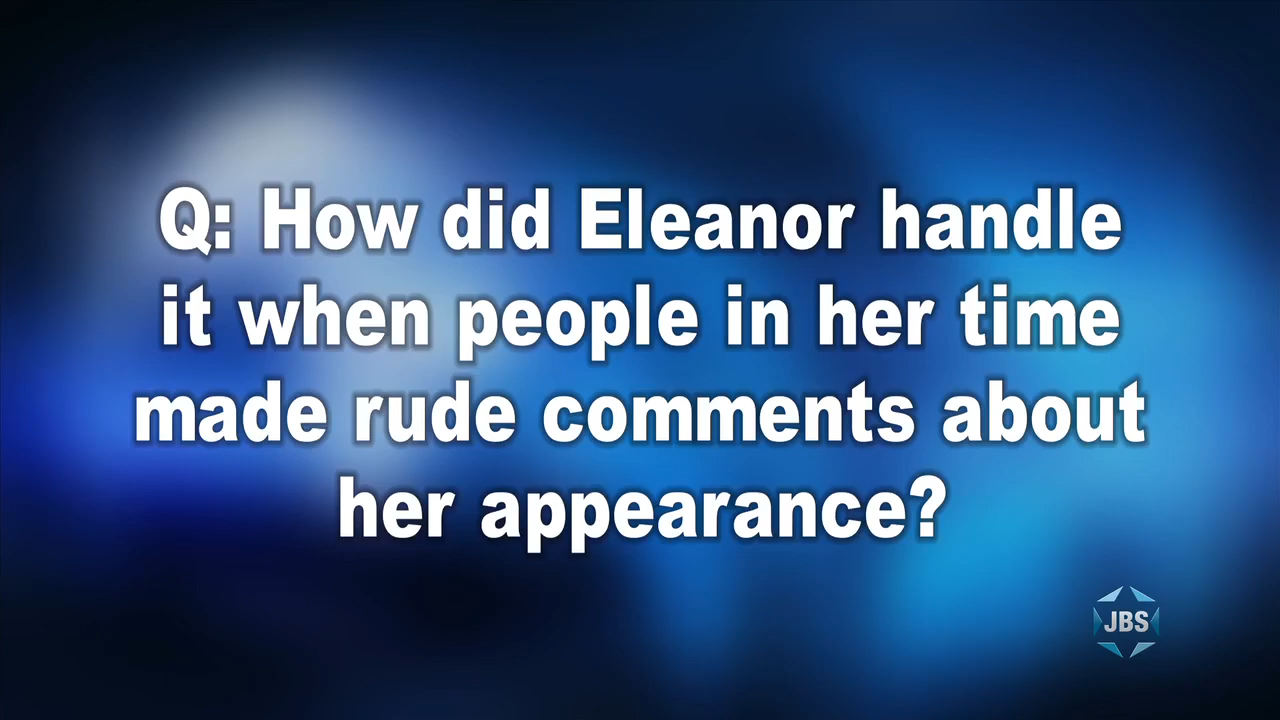 Q: How did Eleanor handle
it when people in her time
made rude comments about
her appearance?
JBS